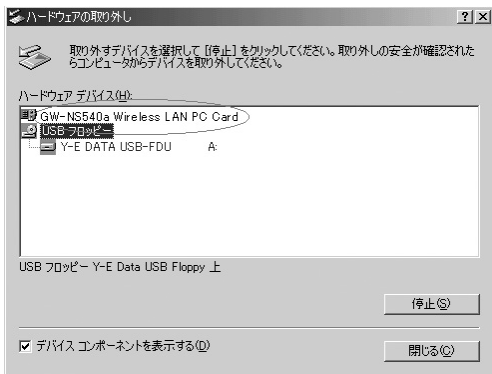 ハードウェアの取り外し
取り外すデバイスを選択して [停止] をクリックしてください。取り外しの安全が確認された
らコンピュータからデバイスを取り外してください。
ハードウェア デバイス(H):
GW-NS540a Wireless LAN PC Card
USB フロッピー
Y-E DATA USB-FDU A:
USB フロッピー Y-E Data USB Floppy 上
停止(S)
デバイス コンポーネントを表示する(D)
閉じる(C)